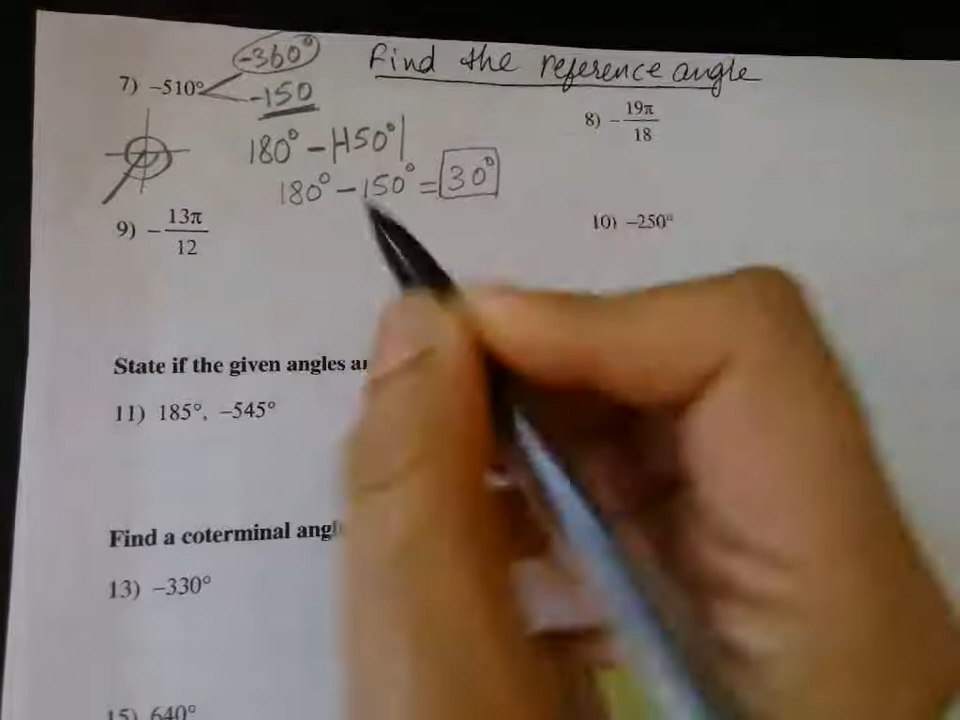 Find the reference angle
-360°
7) -510°
-150
180° - |-150°|
180° - 150° = 30°
8) - 19π
18
9) - 13π
12
10) -250°
State if the given angles
11) 185°, -545°
Find a coterminal
13) -330°
15) 640°